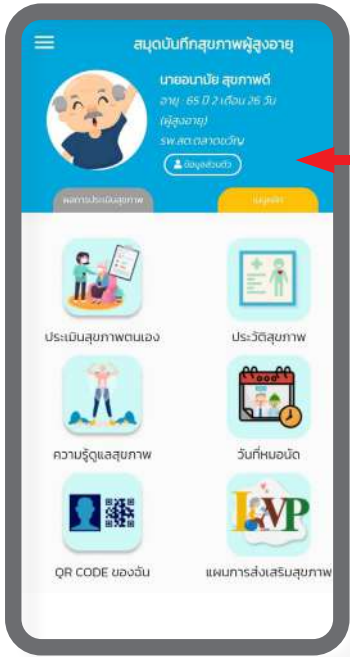 สมุดบันทึกสุขภาพผู้สูงอายุ
นายอนามัย สุขภาพดี
อายุ : 65 ปี 2 เดือน 26 วัน
(ผู้สูงอายุ)
รพ.สต.ตลาดขวัญ
ข้อมูลส่วนตัว
ผลการประเมินสุขภาพ
เมนูหลัก
ประเมินสุขภาพตนเอง
ประวัติสุขภาพ
ความรู้ดูแลสุขภาพ
วันที่หมอนัด
QR CODE ของฉัน
แผนการส่งเสริมสุขภาพ